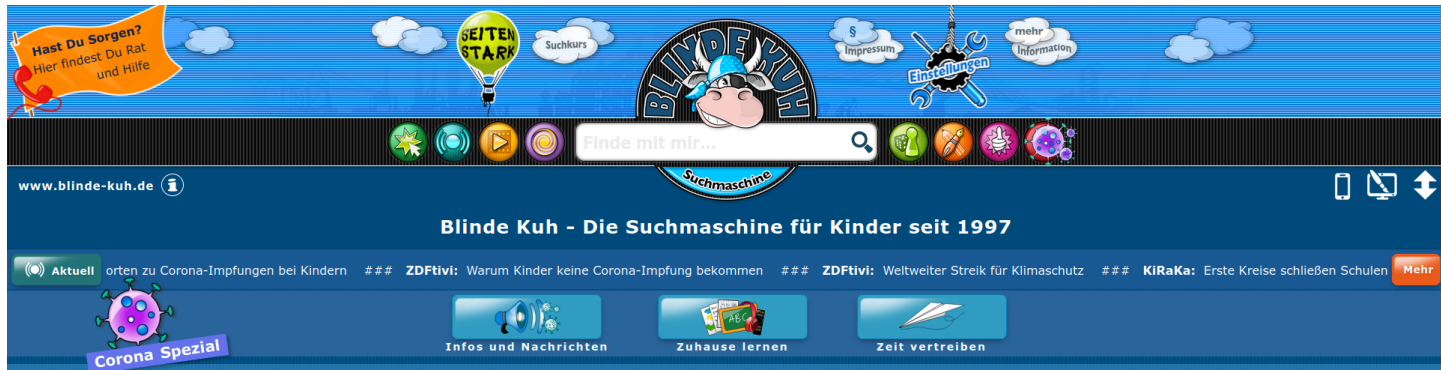 Hast Du Sorgen?
Hier findest Du Rat
und Hilfe
SEITEN
STARK
Suchkurs
BLINDE KUH
§
Impressum
Einstellungen
mehr
Information
Finde mit mir...
Suchmaschine
www.blinde-kuh.de
Blinde Kuh - Die Suchmaschine für Kinder seit 1997
Aktuell orten zu Corona-Impfungen bei Kindern ### ZDFtivi: Warum Kinder keine Corona-Impfung bekommen ### ZDFtivi: Weltweiter Streik für Klimaschutz ### KiRaKa: Erste Kreise schließen Schulen Mehr
ABC
Corona Spezial
Infos und Nachrichten
Zuhause lernen
Zeit vertreiben